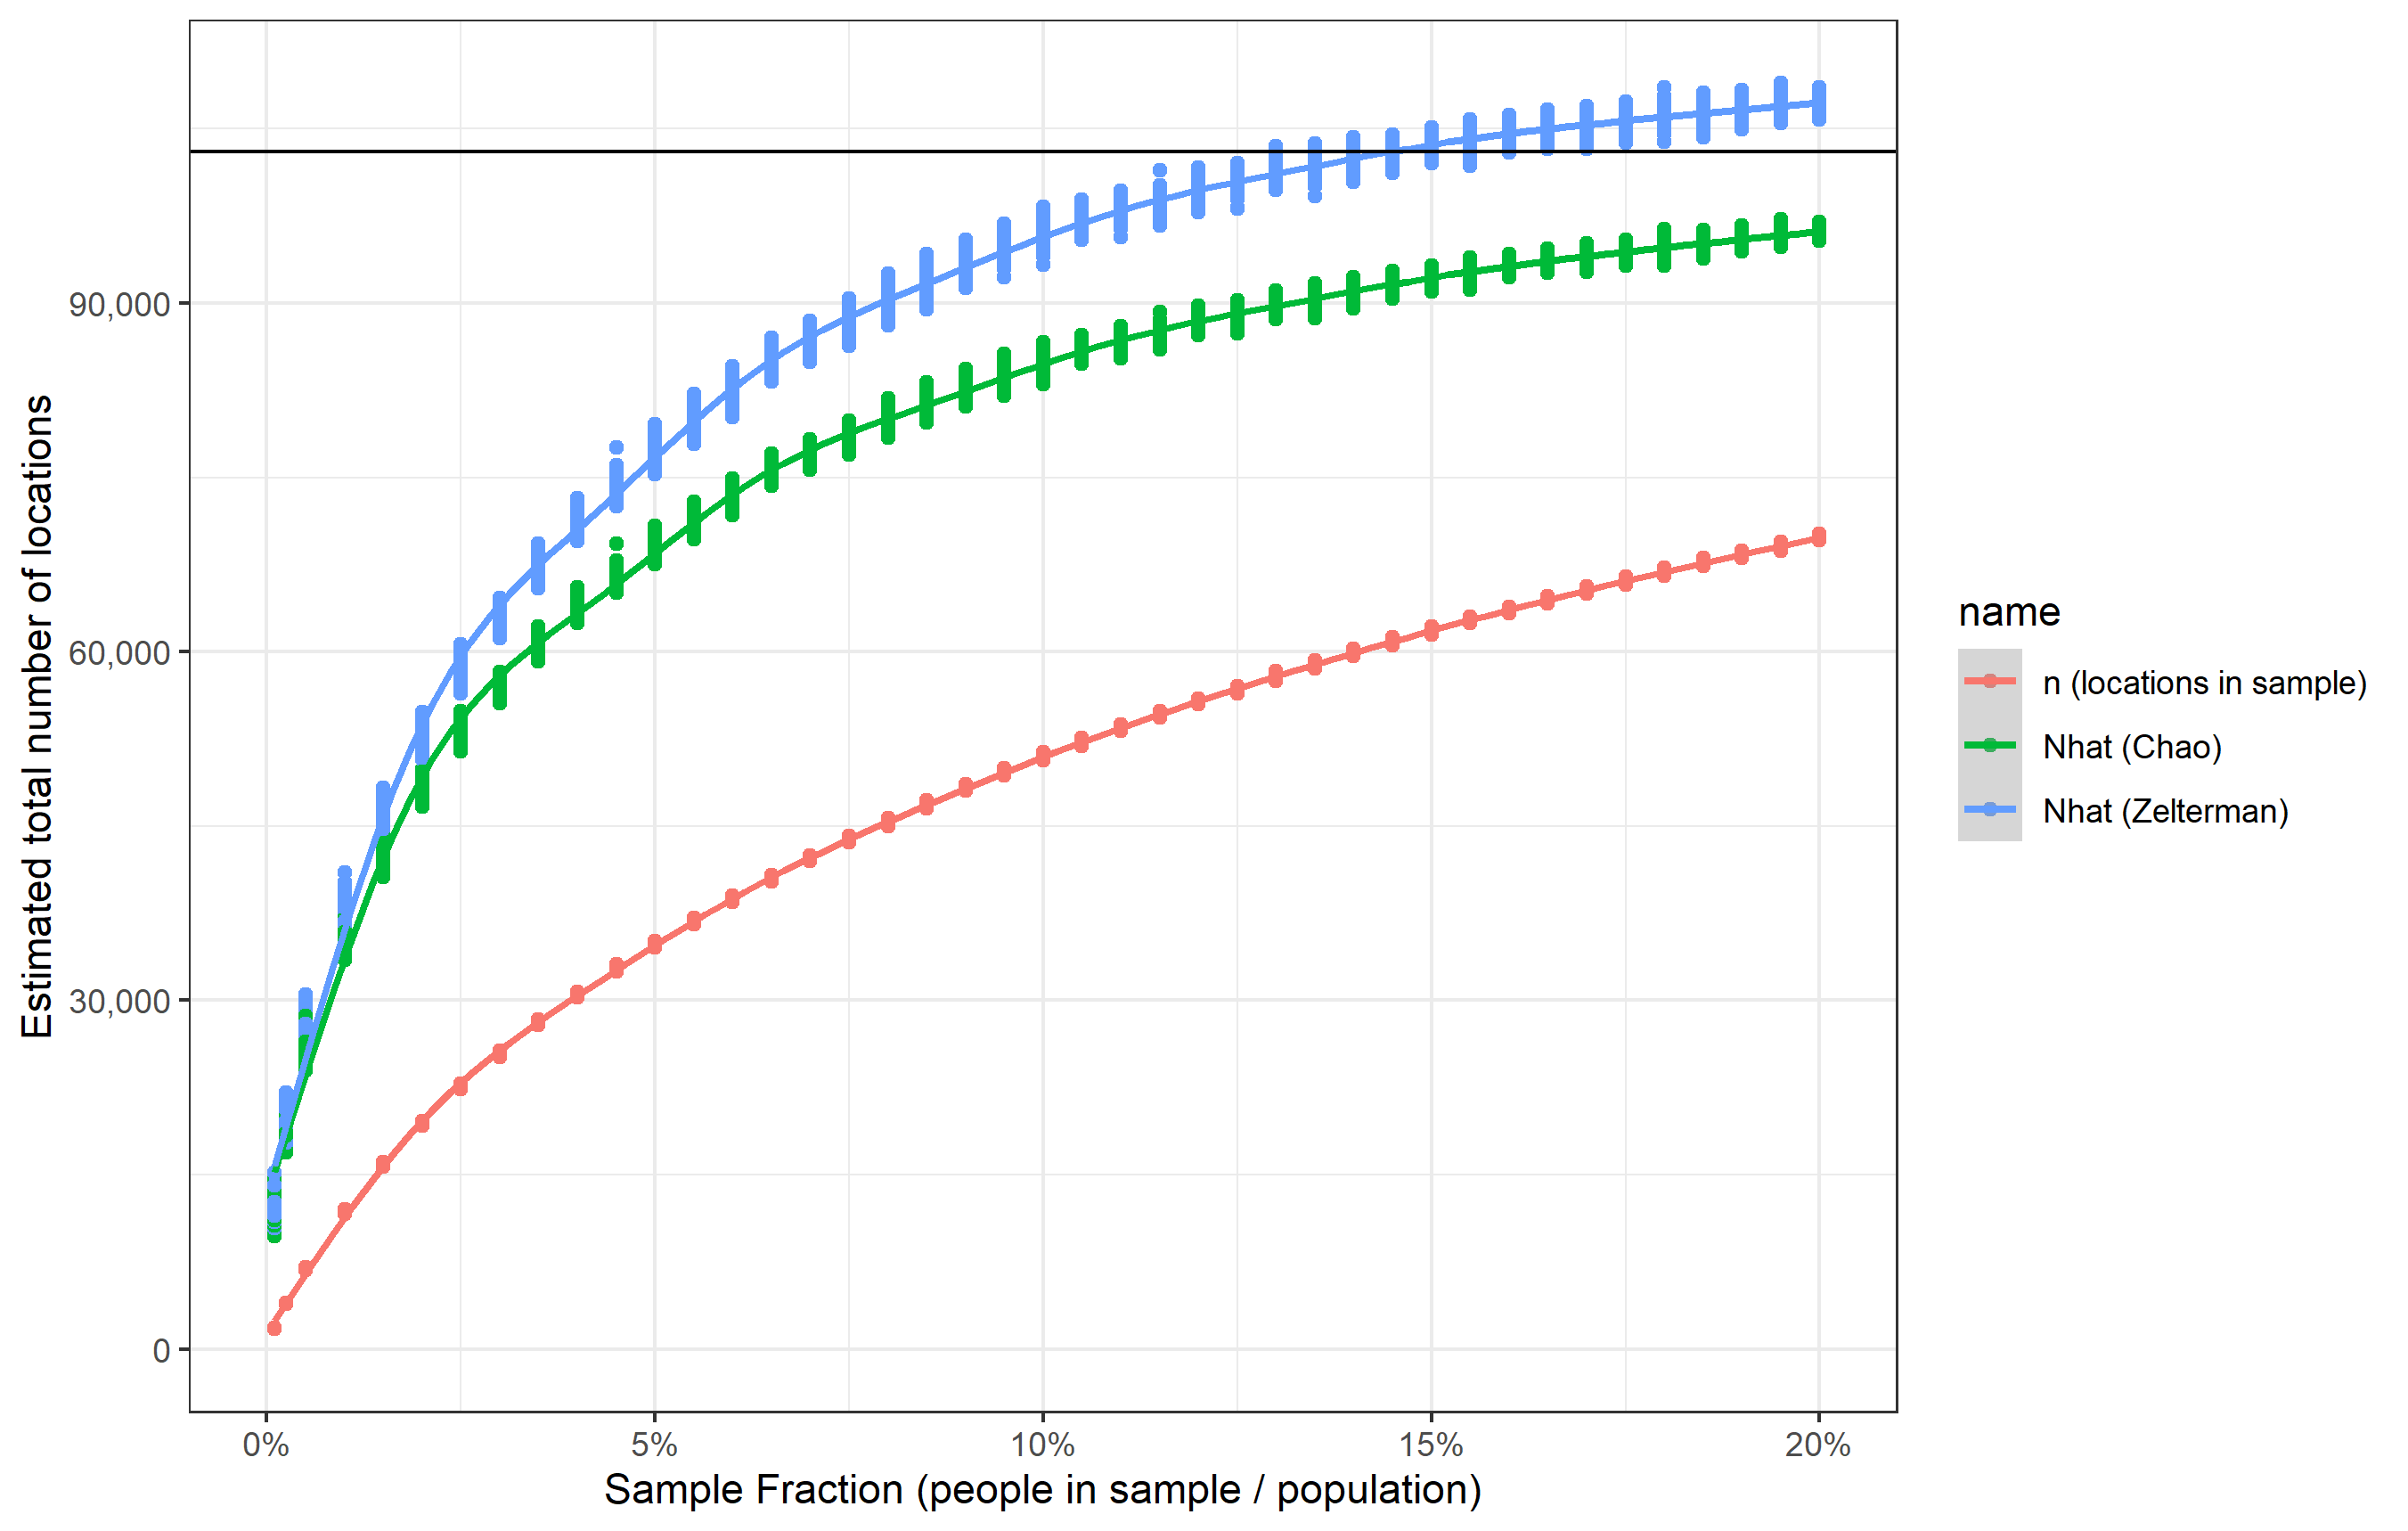 Estimated total number of locations
90,000
60,000
30,000
0
0%
5%
10%
15%
20%
Sample Fraction (people in sample / population)
name
n (locations in sample)
Nhat (Chao)
Nhat (Zelterman)